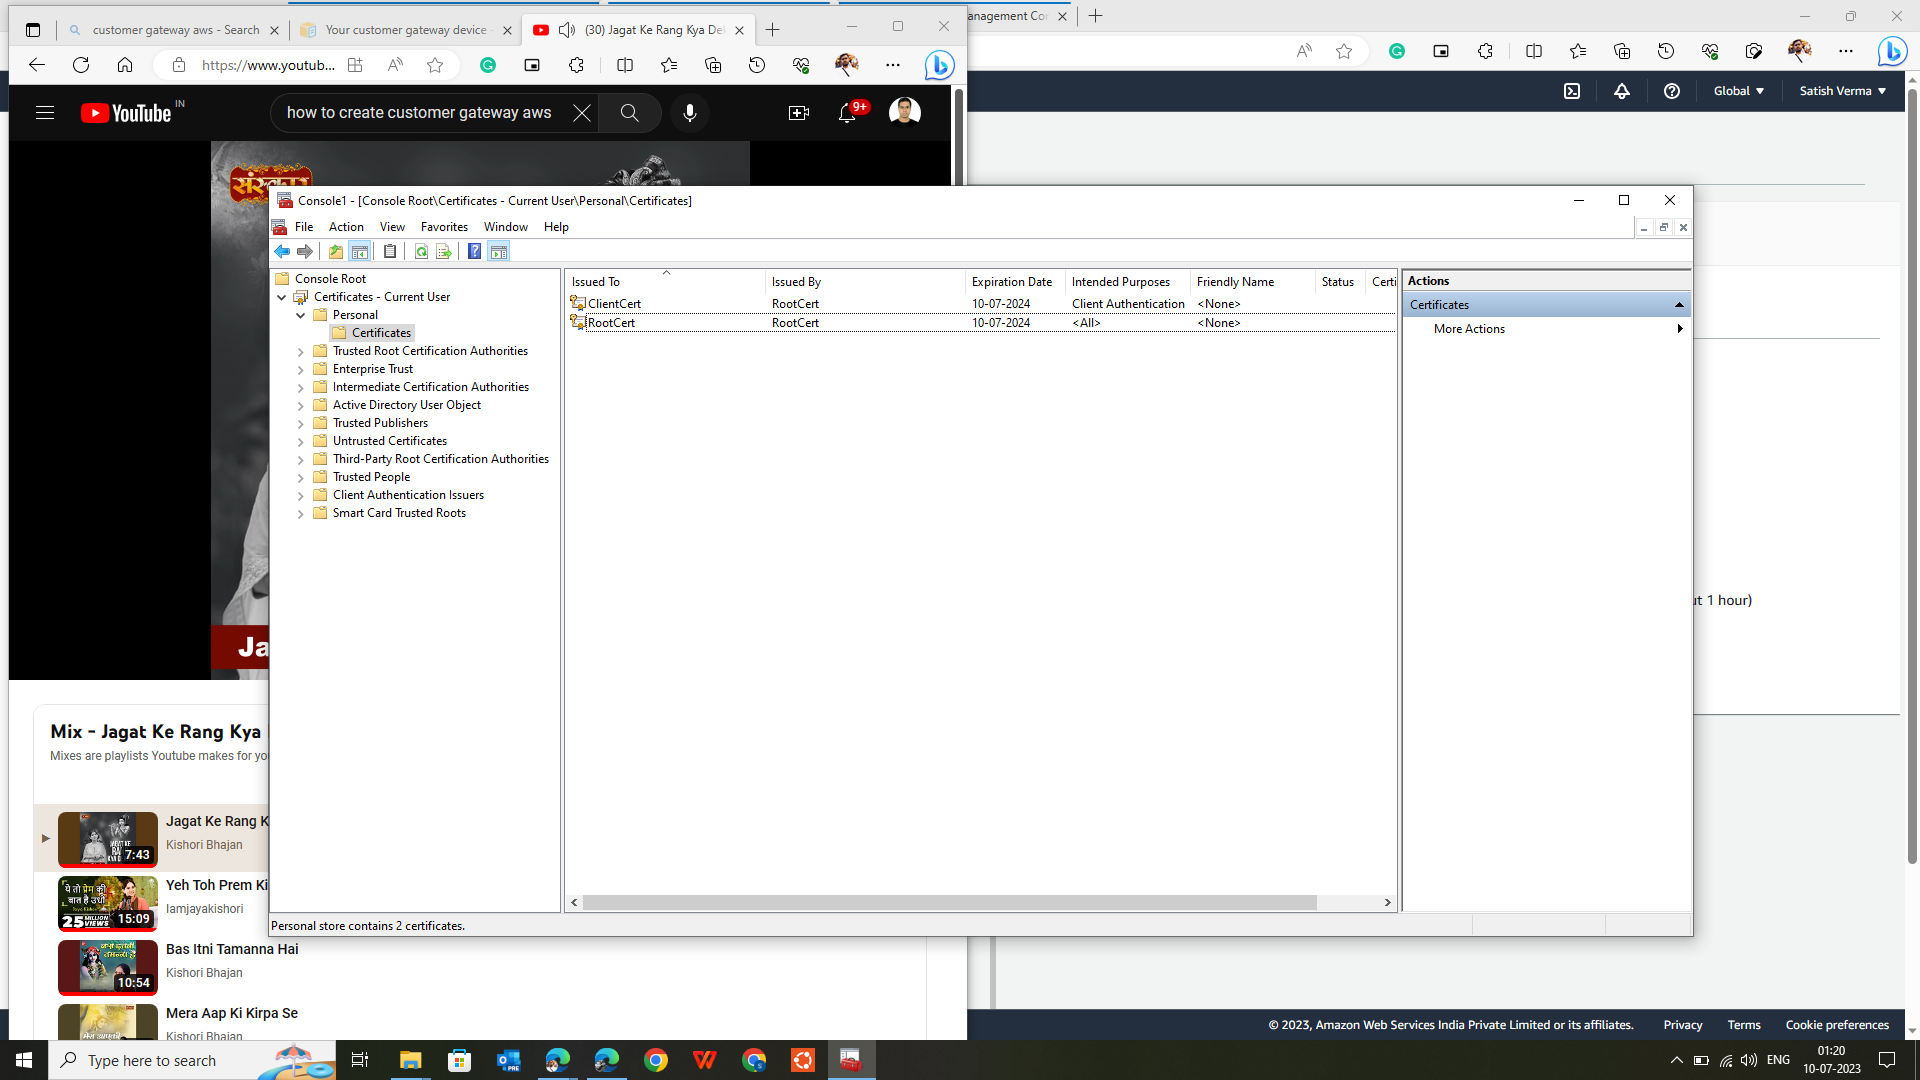 customer gateway aws - Search
Your customer gateway device
(30) Jagat Ke Rang Kya De
anagement Co
https://www.youtub...
Global
Satish Verma
YouTube IN
how to create customer gateway aws
9+
संस्कार
Console1 - [Console Root\Certificates - Current User\Personal\Certificates]
File Action View Favorites Window Help
Console Root
Certificates - Current User
Personal
Certificates
Trusted Root Certification Authorities
Enterprise Trust
Intermediate Certification Authorities
Active Directory User Object
Trusted Publishers
Untrusted Certificates
Third-Party Root Certification Authorities
Trusted People
Client Authentication Issuers
Smart Card Trusted Roots
Issued To Issued By Expiration Date Intended Purposes Friendly Name Status Certi
ClientCert RootCert 10-07-2024 Client Authentication <None>
RootCert RootCert 10-07-2024 <All> <None>
Actions
Certificates
More Actions
ut 1 hour)
Ja
Mix - Jagat Ke Rang Kya
Mixes are playlists Youtube makes for yo
7:43
Jagat Ke Rang K
Kishori Bhajan
ये तो प्रेम की
बात है उधो
25 MILLION
VIEWS
15:09
Yeh Toh Prem Ki
Iamjayakishori
Personal store contains 2 certificates.
10:54
Bas Itni Tamanna Hai
Kishori Bhajan
Mera Aap Ki Kirpa Se
Kishori Bhajan
© 2023, Amazon Web Services India Private Limited or its affiliates. Privacy Terms Cookie preferences
Type here to search
PRE
ENG
01:20
10-07-2023